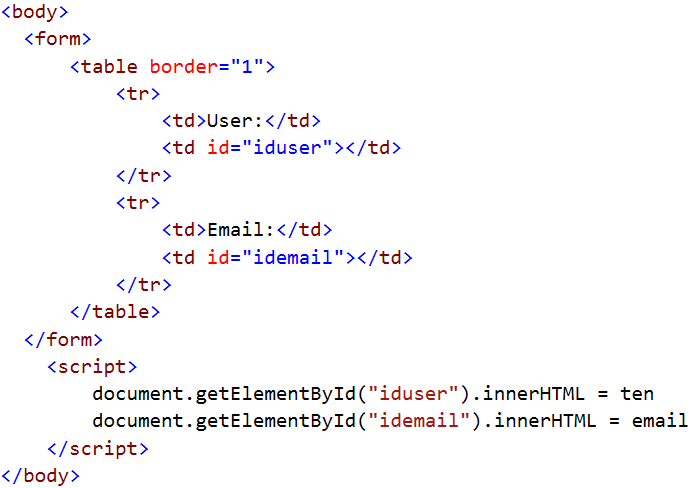 <body>
<form>
<table border="1">
<tr>
<td>User:</td>
<td id="iduser"></td>
</tr>
<tr>
<td>Email:</td>
<td id="idemail"></td>
</tr>
</table>
</form>
<script>
document.getElementById("iduser").innerHTML = ten
document.getElementById("idemail").innerHTML = email
</script>
</body>